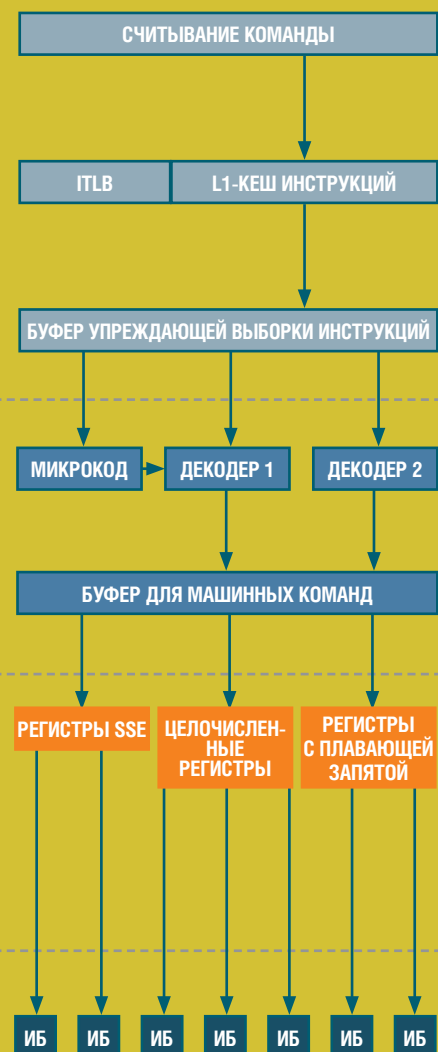 СЧИТЫВАНИЕ КОМАНДЫ
ITLB
L1-КЕШ ИНСТРУКЦИЙ
БУФЕР УПРЕЖДАЮЩЕЙ ВЫБОРКИ ИНСТРУКЦИЙ
МИКРОКОД
ДЕКОДЕР 1
ДЕКОДЕР 2
БУФЕР ДЛЯ МАШИННЫХ КОМАНД
РЕГИСТРЫ SSE
ЦЕЛОЧИСЛЕН-
НЫЕ
РЕГИСТРЫ
РЕГИСТРЫ
С ПЛАВАЮЩЕЙ
ЗАПЯТОЙ
ИБ
ИБ
ИБ
ИБ
ИБ
ИБ
ИБ